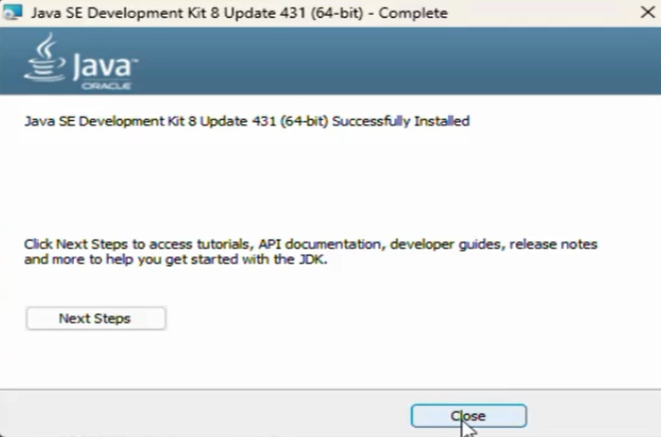 Java SE Development Kit 8 Update 431 (64-bit) - Complete
Java™
ORACLE
Java SE Development Kit 8 Update 431 (64-bit) Successfully Installed
Click Next Steps to access tutorials, API documentation, developer guides, release notes
and more to help you get started with the JDK.
Next Steps
Close